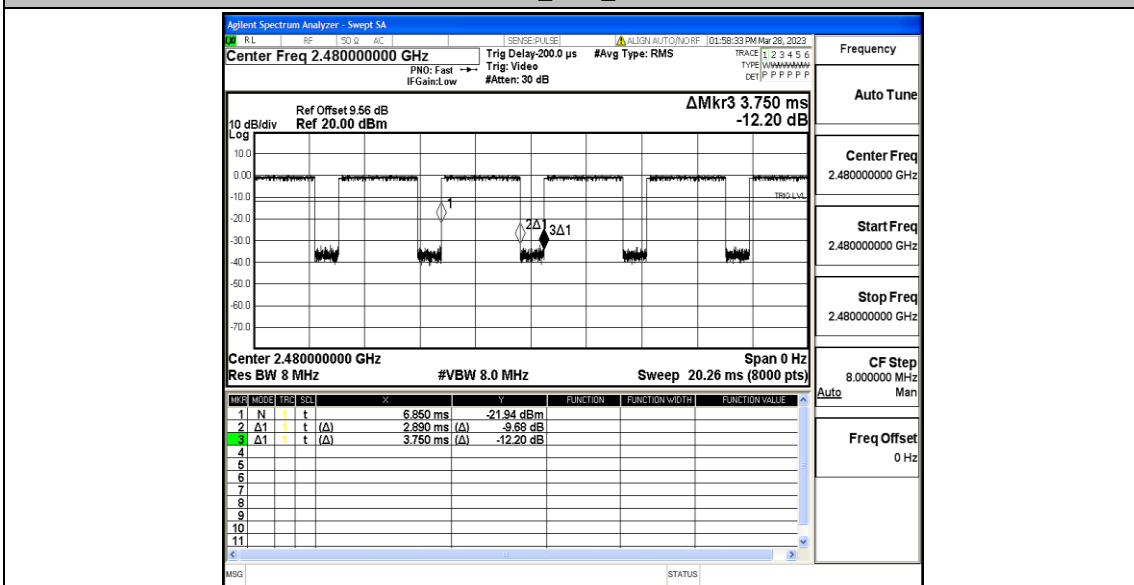 Agilent Spectrum Analyzer - Swept SA
RL RF 50 Ω AC SENSE:PULSE ALIGN AUTO/NO RF 01:58:33 PM Mar 28, 2023
Center Freq 2.480000000 GHz
Trig Delay-200.0 µs #Avg Type: RMS
TRACE 1 2 3 4 5 6
PNO: Fast
Trig: Video
TYPE
IFGain:Low
#Atten: 30 dB
DET P P P P P P
Frequency
ΔMkr3 3.750 ms
-12.20 dB
Ref Offset 9.56 dB
10 dB/div Ref 20.00 dBm
Log
10.0
0.00
-10.0
TRIG LVL
-20.0
-30.0
-40.0
-50.0
-60.0
-70.0
1
2Δ1
3Δ1
Center 2.480000000 GHz Span 0 Hz
Res BW 8 MHz #VBW 8.0 MHz Sweep 20.26 ms (8000 pts)
MKR MODE TRC SCL X Y FUNCTION FUNCTION WIDTH FUNCTION VALUE
1 N 1 t 6.850 ms -21.94 dBm
2 Δ1 1 t (Δ) 2.890 ms (Δ) -9.68 dB
3 Δ1 1 t (Δ) 3.750 ms (Δ) -12.20 dB
4
5
6
7
8
9
10
11
MSG STATUS
Auto Tune
Center Freq
2.480000000 GHz
Start Freq
2.480000000 GHz
Stop Freq
2.480000000 GHz
CF Step
8.000000 MHz
Auto Man
Freq Offset
0 Hz